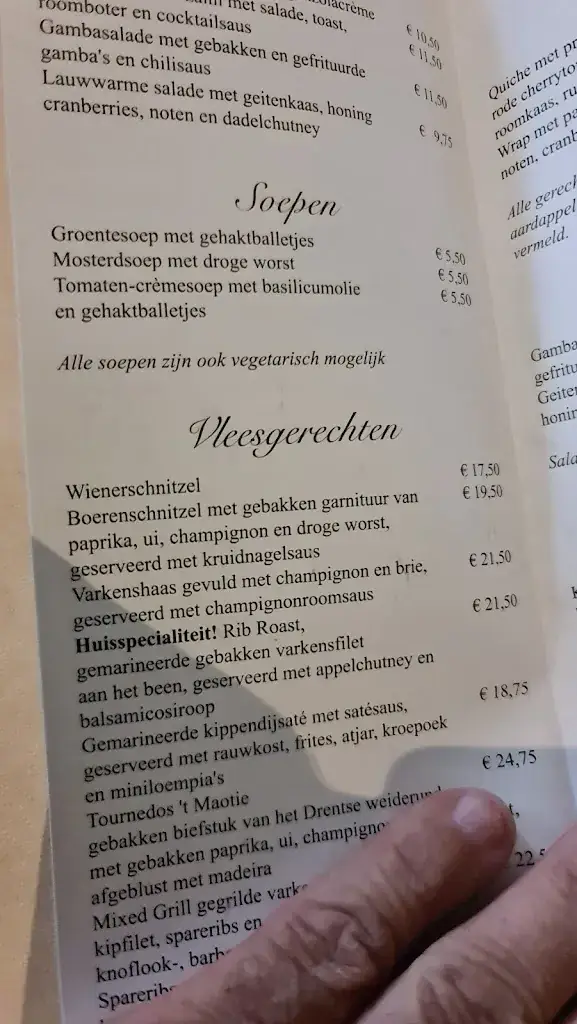 met salade, toast,
roomboter en cocktailsaus € 10,50
Gambasalade met gebakken en gefrituurde € 11,50
gamba's en chilisaus
Lauwwarme salade met geitenkaas, honing € 11,50
cranberries, noten en dadelchutney € 9,75
Soepen
Groentesoep met gehaktballetjes € 5,50
Mosterdsoep met droge worst € 5,50
Tomaten-crèmesoep met basilicumolie € 5,50
en gehaktballetjes
Alle soepen zijn ook vegetarisch mogelijk
Vleesgerechten
Wienerschnitzel € 17,50
Boerenschnitzel met gebakken garnituur van € 19,50
paprika, ui, champignon en droge worst,
geserveerd met kruidnagelsaus
Varkenshaas gevuld met champignon en brie, € 21,50
geserveerd met champignonroomsaus
Huisspecialiteit! Rib Roast, € 21,50
gemarineerde gebakken varkensfilet
aan het been, geserveerd met appelchutney en
balsamicosiroop
Gemarineerde kippendijsaté met satésaus, € 18,75
geserveerd met rauwkost, frites, atjar, kroepoek
en miniloempia's
Tournedos 't Maotie € 24,75
gebakken biefstuk van het Drentse
met gebakken paprika, ui,
afgeblust met madeira
Mixed Grill gegrilde
kipfilet, spareribs en
knoflook-,
Quiche met
rode
roomkaas,
Wrap met
noten,
Alle
vermeld.